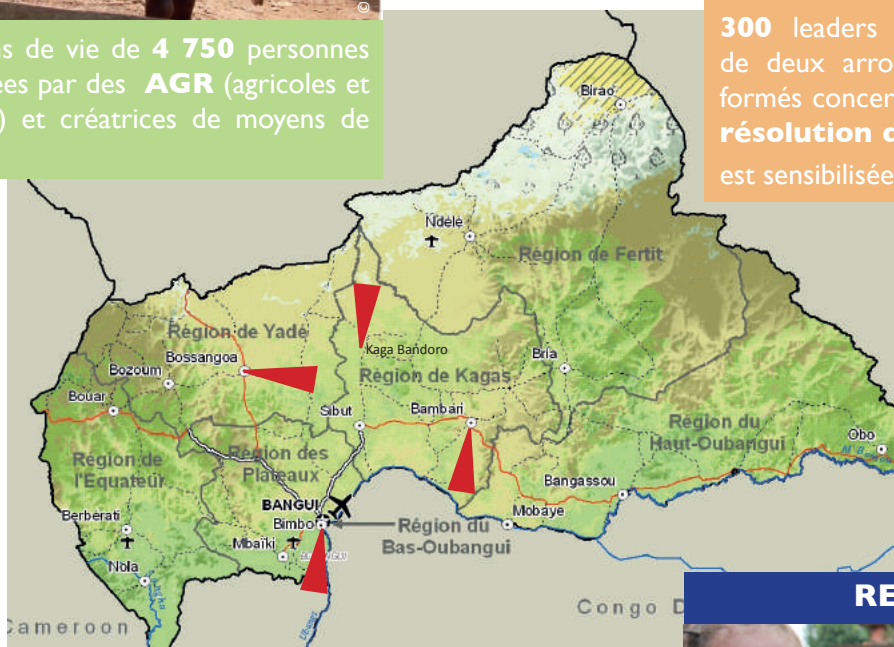 ©
ns de vie de 4 750 personnes
ées par des AGR (agricoles et
) et créatrices de moyens de
300 leaders
de deux arro
formés concer
résolution d
est sensibilisée
Birao
Ndélé
Région de Fertit
Région de Yadé
Kaga Bandoro
Bossangoa
Bria
Bozoum
Région de Kagas
Bouar
Sibut
Bambari
Région du
Haut-Oubangui
Obo
Région de
l'Equateur
Région des
Plateaux
Bangassou
BANGUI
Berbérati
Bimbo
Mobaye
Région du
Bas-Oubangui
Mbaïki
Nola
Congo D
Cameroon
RE